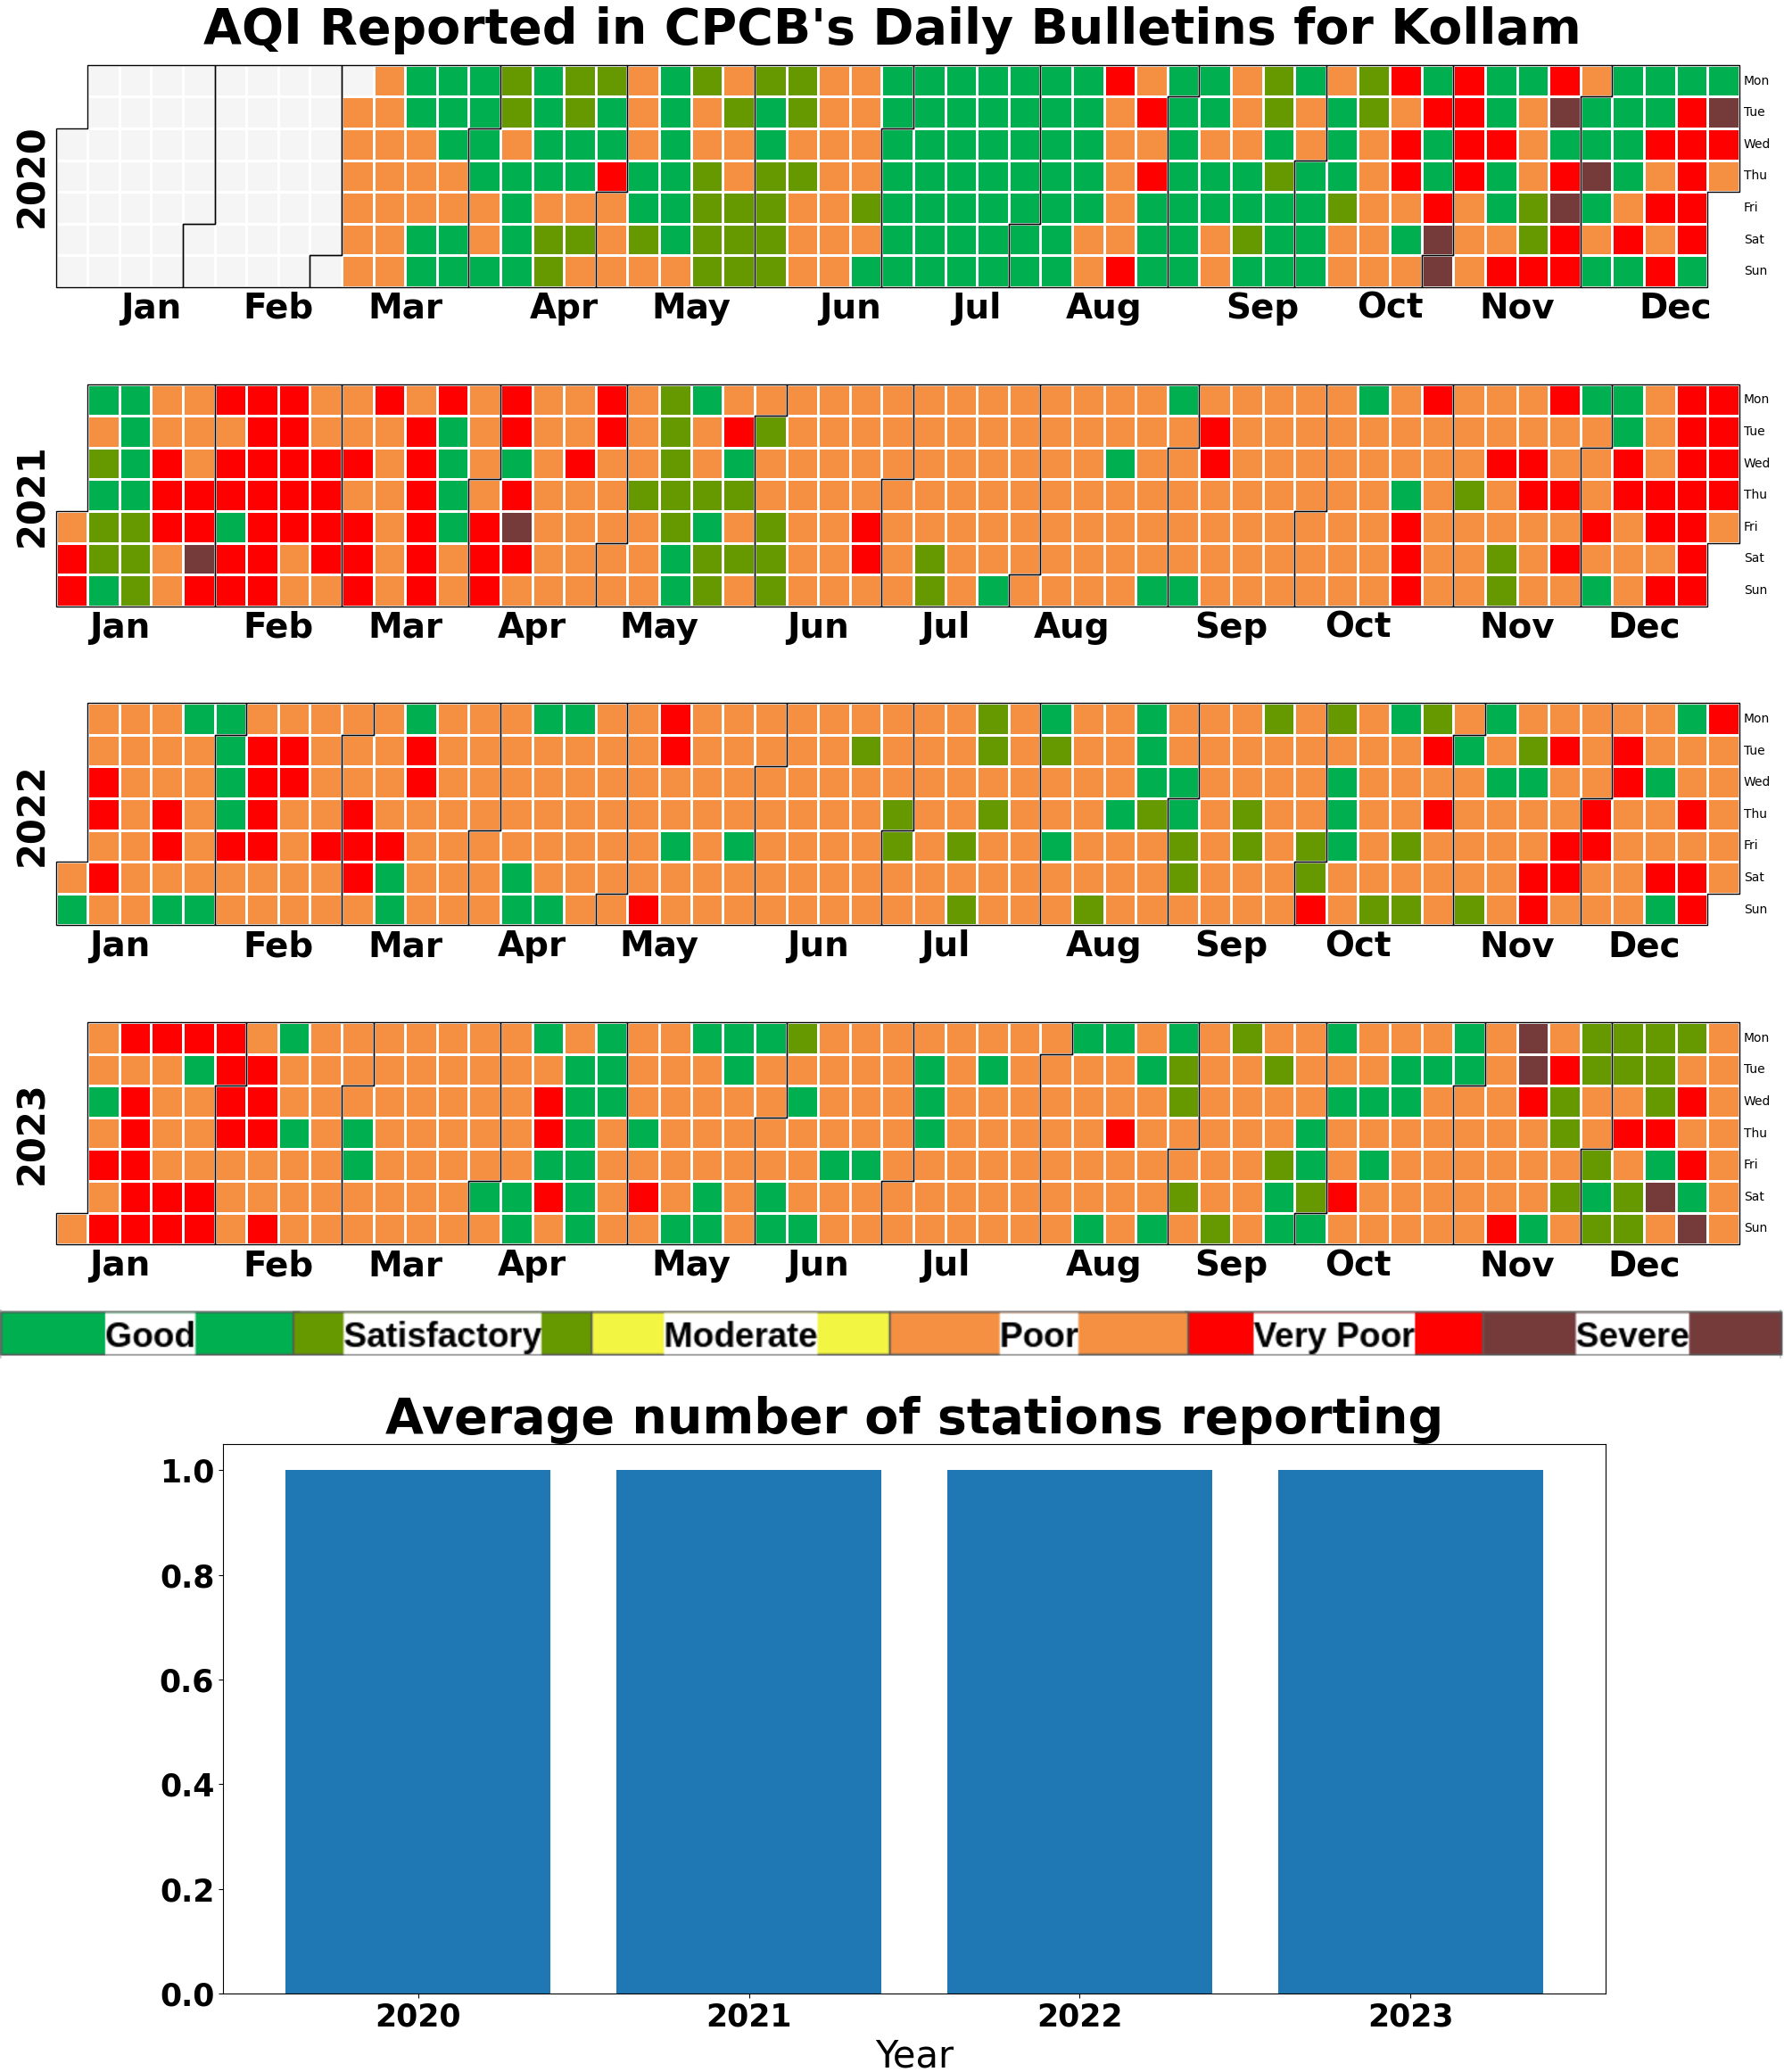 AQI Reported in CPCB's Daily Bulletins for Kollam
2020
Mon
Tue
Wed
Thu
Fri
Sat
Sun
Jan Feb Mar Apr May Jun Jul Aug Sep Oct Nov Dec
2021
Mon
Tue
Wed
Thu
Fri
Sat
Sun
Jan Feb Mar Apr May Jun Jul Aug Sep Oct Nov Dec
2022
Mon
Tue
Wed
Thu
Fri
Sat
Sun
Jan Feb Mar Apr May Jun Jul Aug Sep Oct Nov Dec
2023
Mon
Tue
Wed
Thu
Fri
Sat
Sun
Jan Feb Mar Apr May Jun Jul Aug Sep Oct Nov Dec
Good Satisfactory Moderate Poor Very Poor Severe
Average number of stations reporting
1.0
0.8
0.6
0.4
0.2
0.0
2020 2021 2022 2023
Year